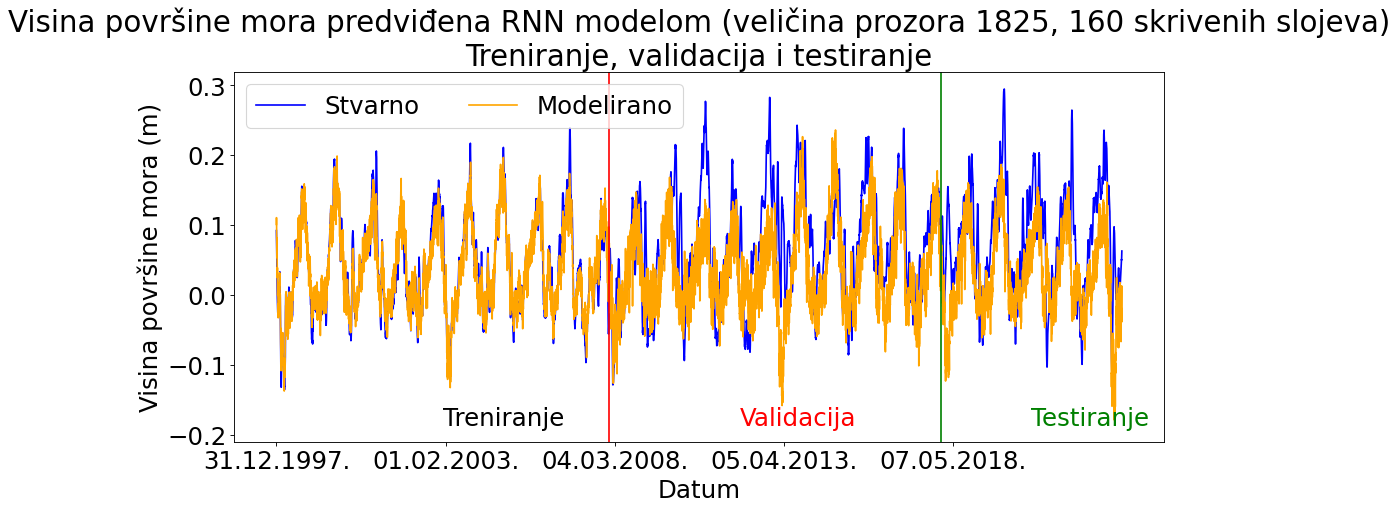 Visina površine mora predviđena RNN modelom (veličina prozora 1825, 160 skrivenih slojeva)
Treniranje, validacija i testiranje
Stvarno
Modelirano
Visina površine mora (m)
0.3
0.2
0.1
0.0
−0.1
−0.2
Treniranje
Validacija
Testiranje
31.12.1997.
01.02.2003.
04.03.2008.
05.04.2013.
07.05.2018.
Datum